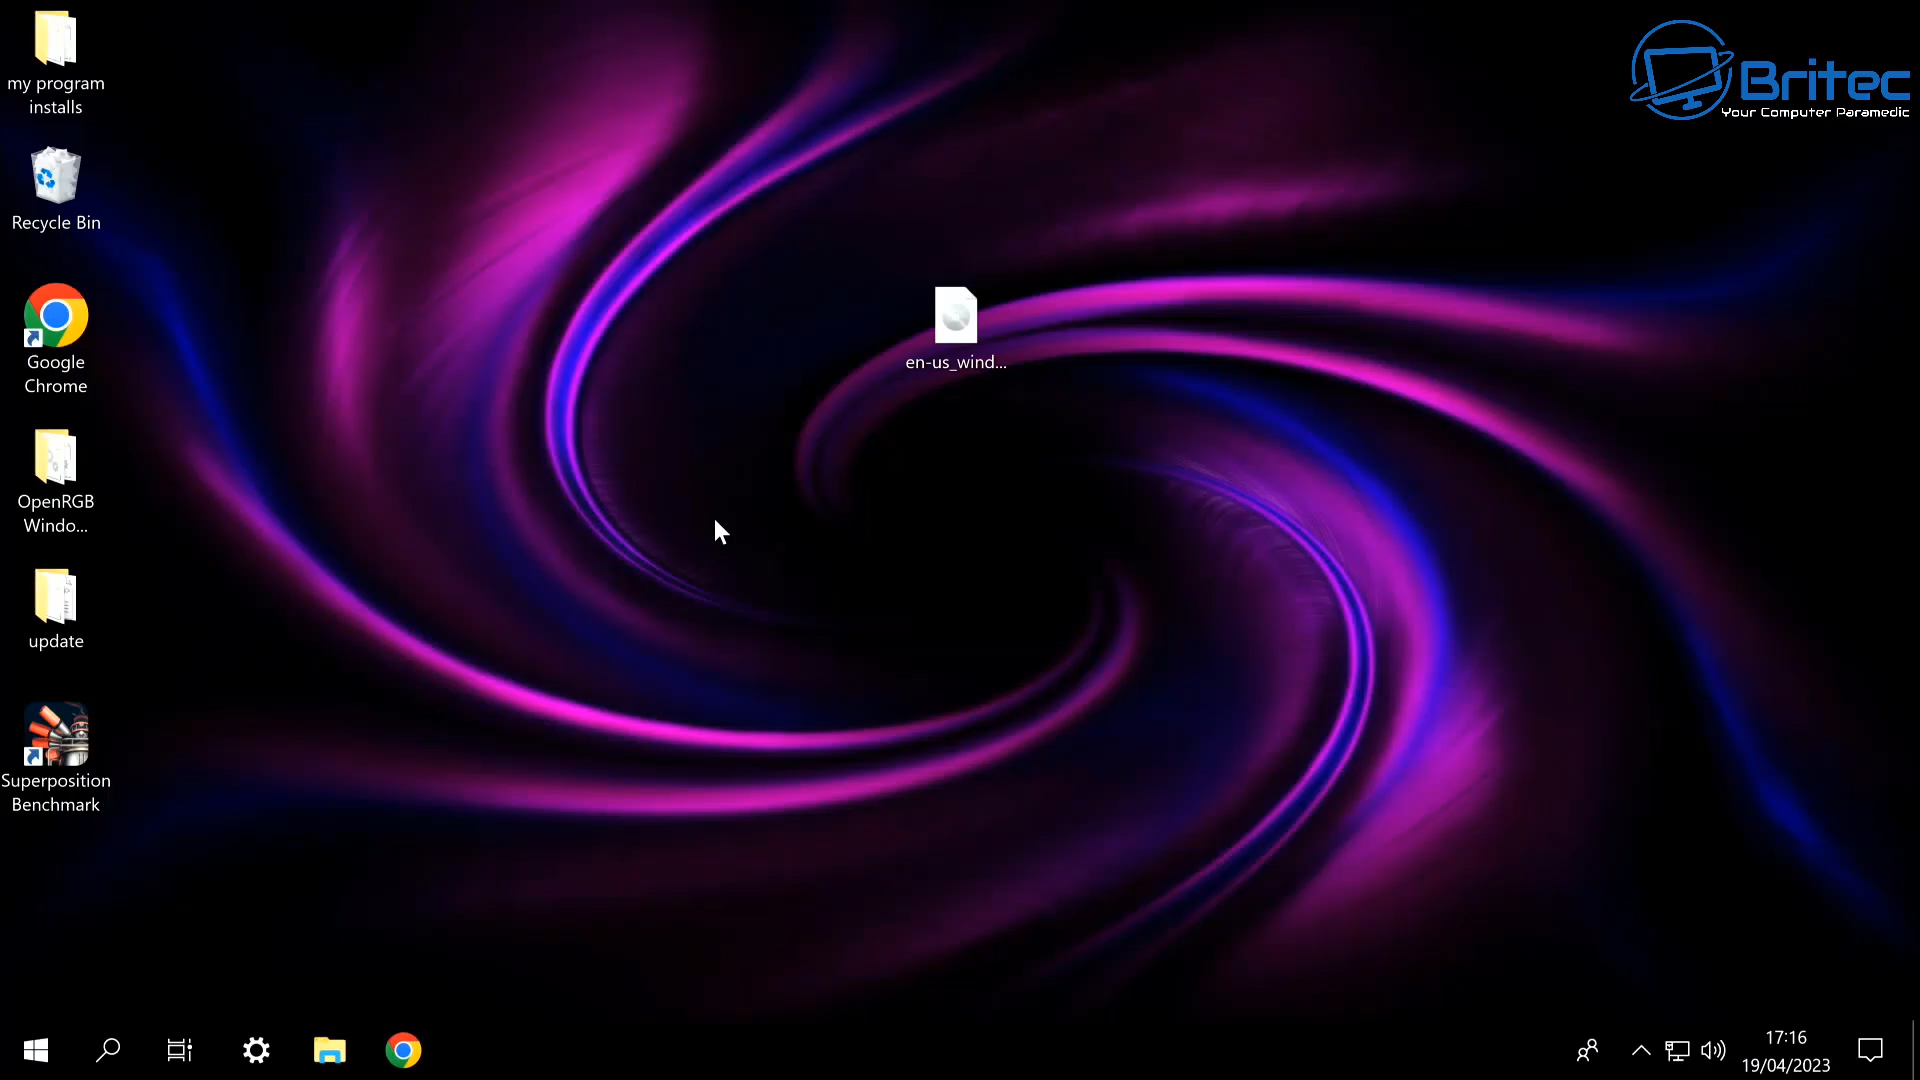 my program
installs
Recycle Bin
Google
Chrome
OpenRGB
Windo...
update
Superposition
Benchmark
en-us_wind...
Britec
Your Computer Paramedic
17:16
19/04/2023